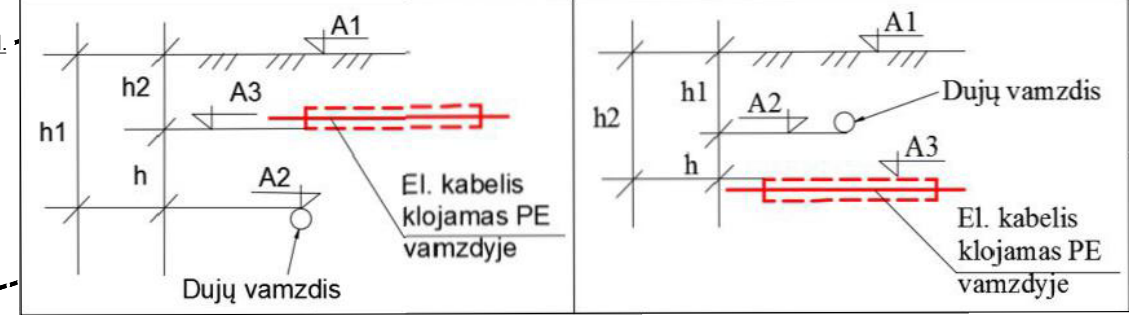 A1
h2
A3
h1
h
A2
El. kabelis
klojamas PE
vamzdyje
Dujų vamzdis
A1
h1
Dujų vamzdis
A2
h2
A3
h
El. kabelis
klojamas PE
vamzdyje